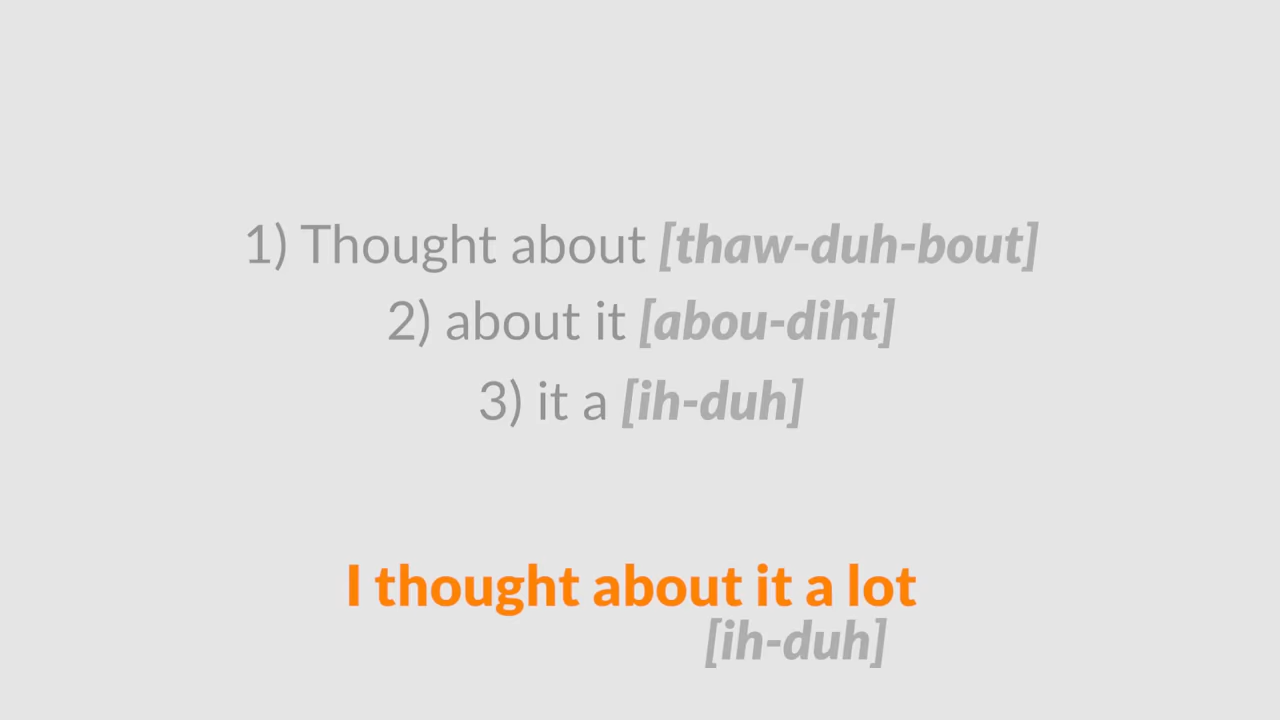 1) Thought about [thaw-duh-bout]
2) about it [abou-diht]
3) it a [ih-duh]
I thought about it a lot
[ih-duh]